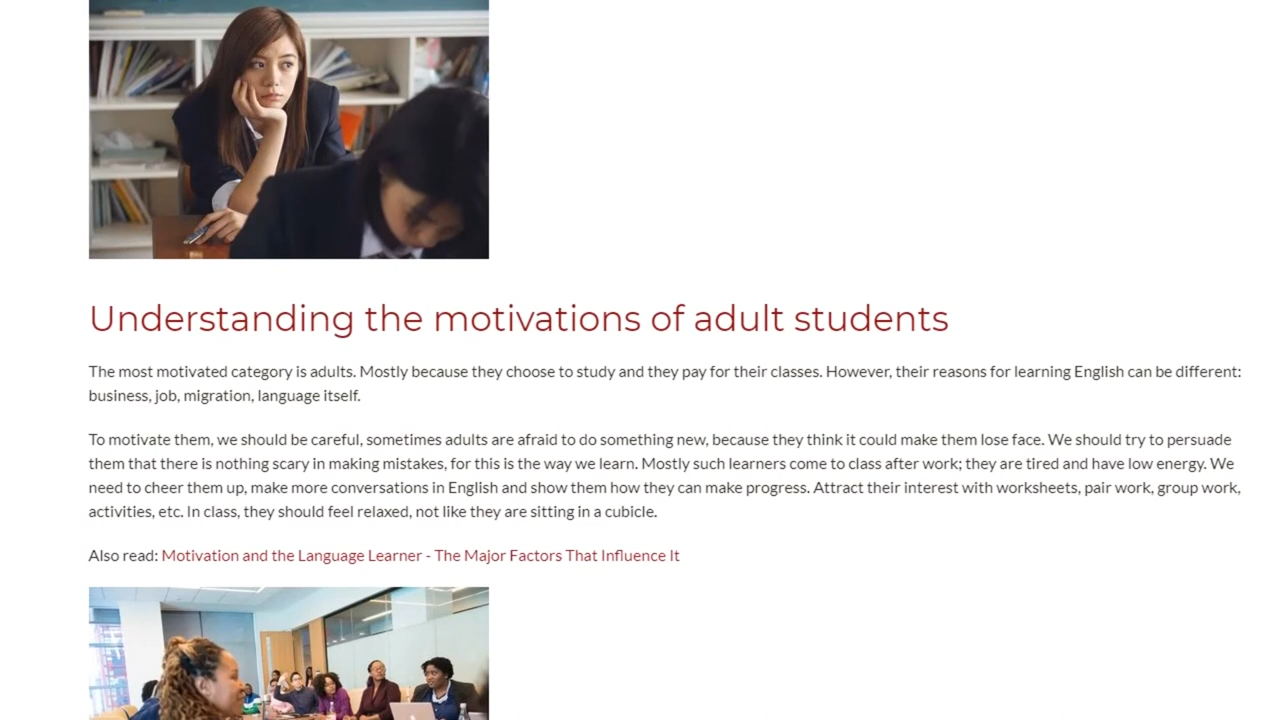 Understanding the motivations of adult students
The most motivated category is adults. Mostly because they choose to study and they pay for their classes. However, their reasons for learning English can be different:
business, job, migration, language itself.
To motivate them, we should be careful, sometimes adults are afraid to do something new, because they think it could make them lose face. We should try to persuade
them that there is nothing scary in making mistakes, for this is the way we learn. Mostly such learners come to class after work; they are tired and have low energy. We
need to cheer them up, make more conversations in English and show them how they can make progress. Attract their interest with worksheets, pair work, group work,
activities, etc. In class, they should feel relaxed, not like they are sitting in a cubicle.
Also read: Motivation and the Language Learner - The Major Factors That Influence It